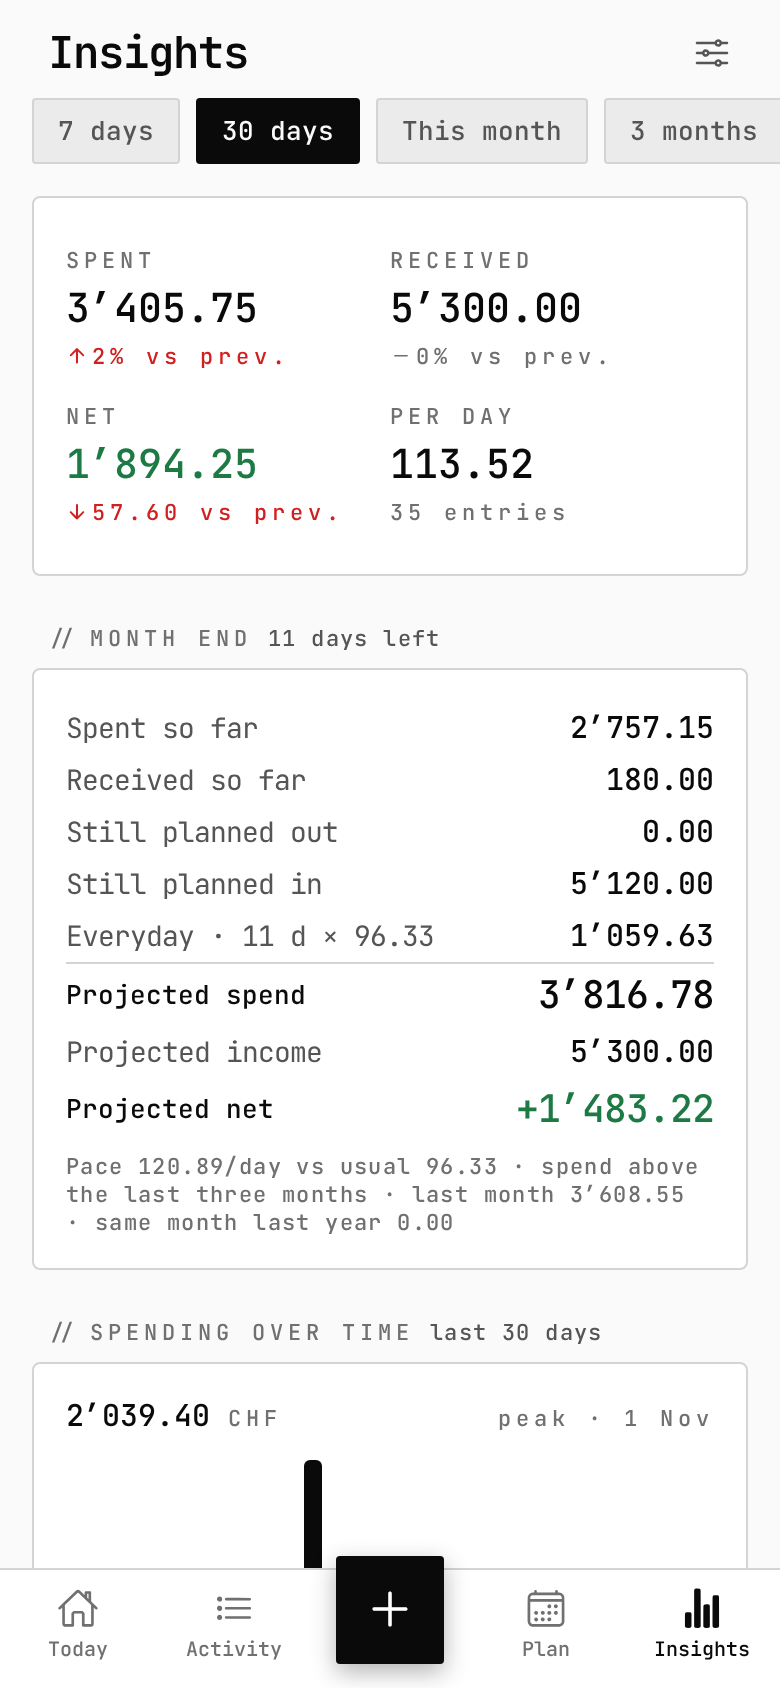 Insights
7 days
30 days
This month
3 months
SPENT
3’405.75
↑2% vs prev.
RECEIVED
5’300.00
—0% vs prev.
NET
1’894.25
↓57.60 vs prev.
PER DAY
113.52
35 entries
// MONTH END 11 days left
Spent so far 2’757.15
Received so far 180.00
Still planned out 0.00
Still planned in 5’120.00
Everyday · 11 d × 96.33 1’059.63
Projected spend 3’816.78
Projected income 5’300.00
Projected net +1’483.22
Pace 120.89/day vs usual 96.33 · spend above
the last three months · last month 3’608.55
· same month last year 0.00
// SPENDING OVER TIME last 30 days
2’039.40 CHF peak · 1 Nov
Today
Activity
Plan
Insights